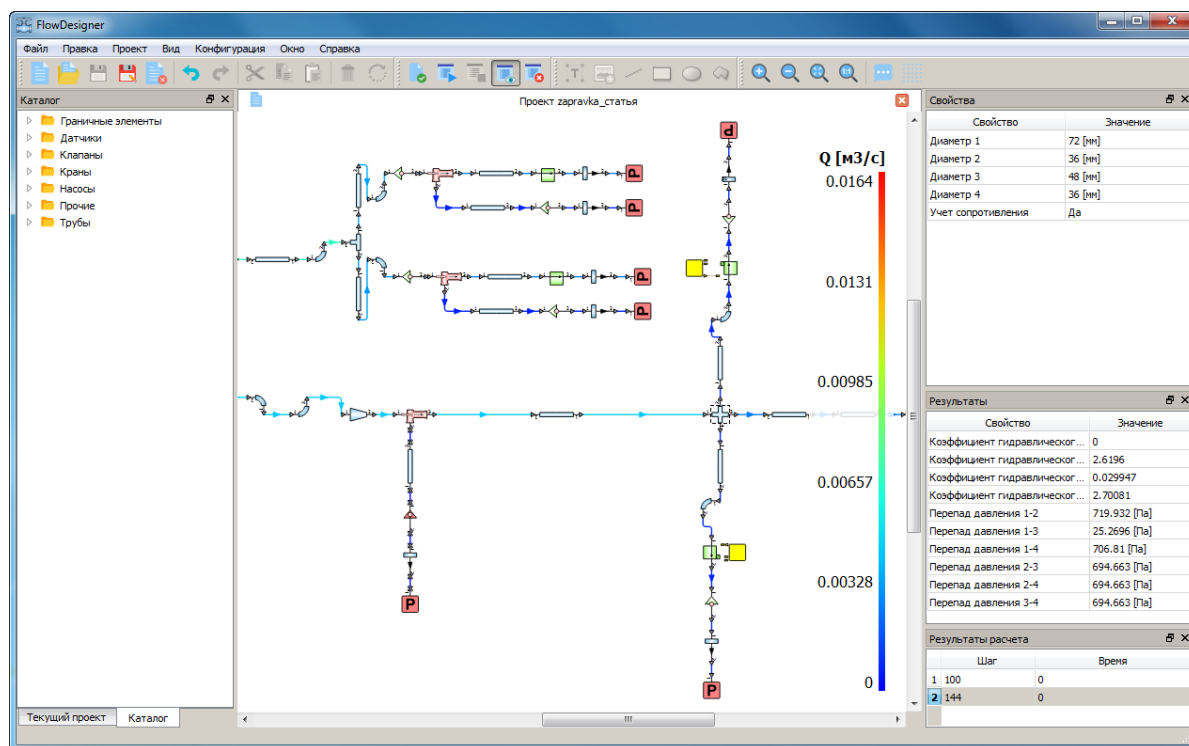 FlowDesigner
Файл Правка Проект Вид Конфигурация Окно Справка
Каталог
Граничные элементы
Датчики
Клапаны
Краны
Насосы
Прочие
Трубы
Текущий проект Каталог
Проект zapravka_статья
Q [м3/с]
0.0164
0.0131
0.00985
0.00657
0.00328
0
P
P
P
P
P
P
P
Свойства
Свойство Значение
Диаметр 1 72 [мм]
Диаметр 2 36 [мм]
Диаметр 3 48 [мм]
Диаметр 4 36 [мм]
Учет сопротивления Да
Результаты
Свойство Значение
Коэффициент гидравлическог... 0
Коэффициент гидравлическог... 2.6196
Коэффициент гидравлическог... 0.029947
Коэффициент гидравлическог... 2.70081
Перепад давления 1-2 719.932 [Па]
Перепад давления 1-3 25.2696 [Па]
Перепад давления 1-4 706.81 [Па]
Перепад давления 2-3 694.663 [Па]
Перепад давления 2-4 694.663 [Па]
Перепад давления 3-4 694.663 [Па]
Результаты расчета
Шаг Время
1 100 0
2 144 0